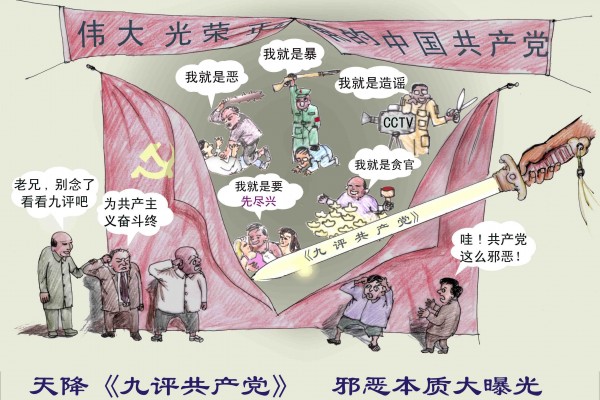 伟大 光荣 正 确的中国共产党
我就是恶
我就是暴
我就是造谣
CCTV
我就是贪官
我就是要
先尽兴
老兄，别念了
看看九评吧
为共产主
义奋斗终
《九评共产党》
哇！共产党
这么邪恶！
天降《九评共产党》 邪恶本质大曝光